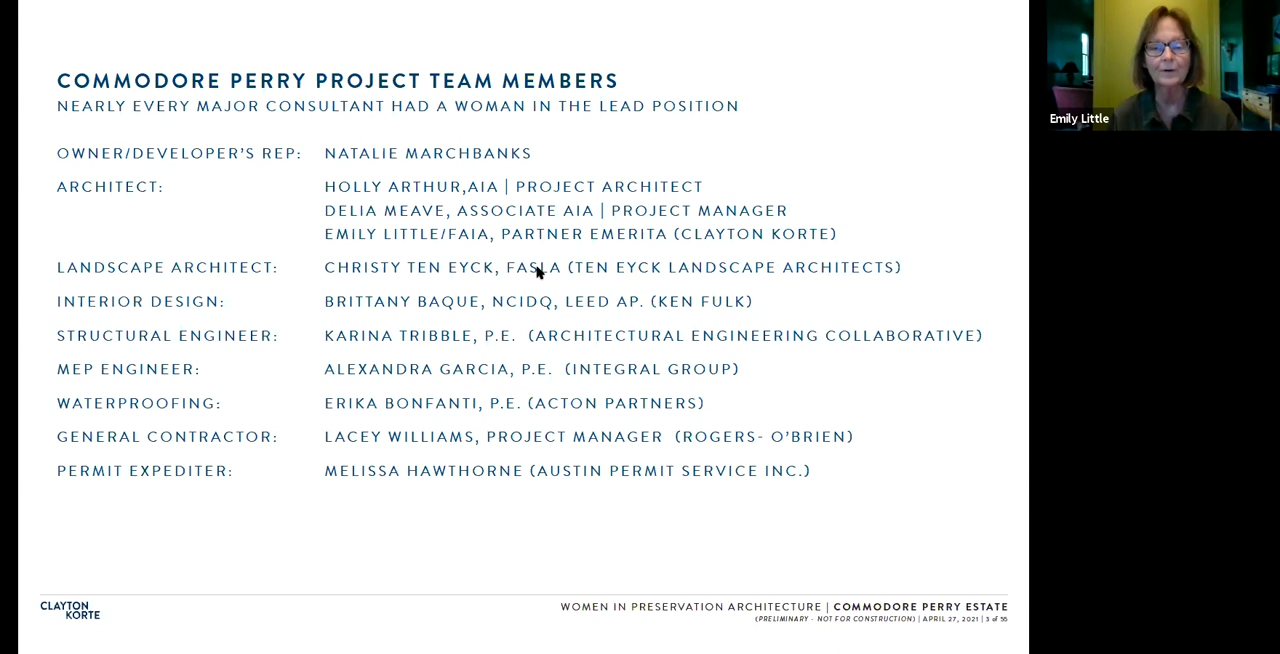 COMMODORE PERRY PROJECT TEAM MEMBERS
NEARLY EVERY MAJOR CONSULTANT HAD A WOMAN IN THE LEAD POSITION
OWNER/DEVELOPER'S REP: NATALIE MARCHBANKS
ARCHITECT: HOLLY ARTHUR,AIA | PROJECT ARCHITECT
DELIA MEAVE, ASSOCIATE AIA | PROJECT MANAGER
EMILY LITTLE/FAIA, PARTNER EMERITA (CLAYTON KORTE)
LANDSCAPE ARCHITECT: CHRISTY TEN EYCK, FASLA (TEN EYCK LANDSCAPE ARCHITECTS)
INTERIOR DESIGN: BRITTANY BAQUE, NCIDQ, LEED AP. (KEN FULK)
STRUCTURAL ENGINEER: KARINA TRIBBLE, P.E. (ARCHITECTURAL ENGINEERING COLLABORATIVE)
MEP ENGINEER: ALEXANDRA GARCIA, P.E. (INTEGRAL GROUP)
WATERPROOFING: ERIKA BONFANTI, P.E. (ACTON PARTNERS)
GENERAL CONTRACTOR: LACEY WILLIAMS, PROJECT MANAGER (ROGERS- O'BRIEN)
PERMIT EXPEDITER: MELISSA HAWTHORNE (AUSTIN PERMIT SERVICE INC.)
CLAYTON
KORTE
WOMEN IN PRESERVATION ARCHITECTURE | COMMODORE PERRY ESTATE
(PRELIMINARY - NOT FOR CONSTRUCTION) | APRIL 27, 2021 | 3 of 56
Emily Little